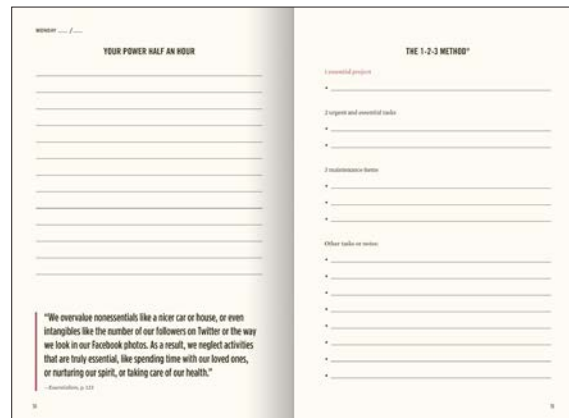 MONDAY ___ / ___
YOUR POWER HALF AN HOUR
"We overvalue nonessentials like a nicer car or house, or even
intangibles like the number of our followers on Twitter or the way
we look in our Facebook photos. As a result, we neglect activities
that are truly essential, like spending time with our loved ones,
or nurturing our spirit, or taking care of our health."
—Essentialism, p.
THE 1-2-3 METHOD*
1 essential project
2 urgent and essential tasks
3 maintenance items
Other tasks or notes: